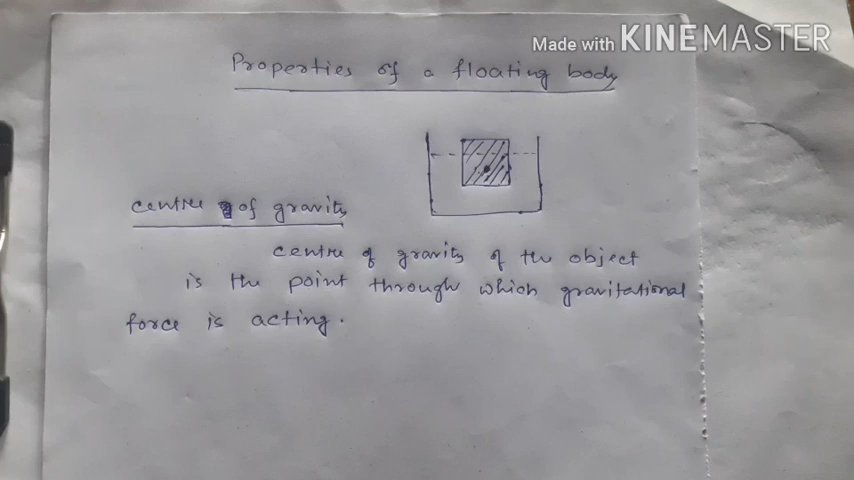 Made with KINEMASTER
Properties of a floating body
centre of gravity
centre of gravity of the object
is the point through which gravitational
force is acting.